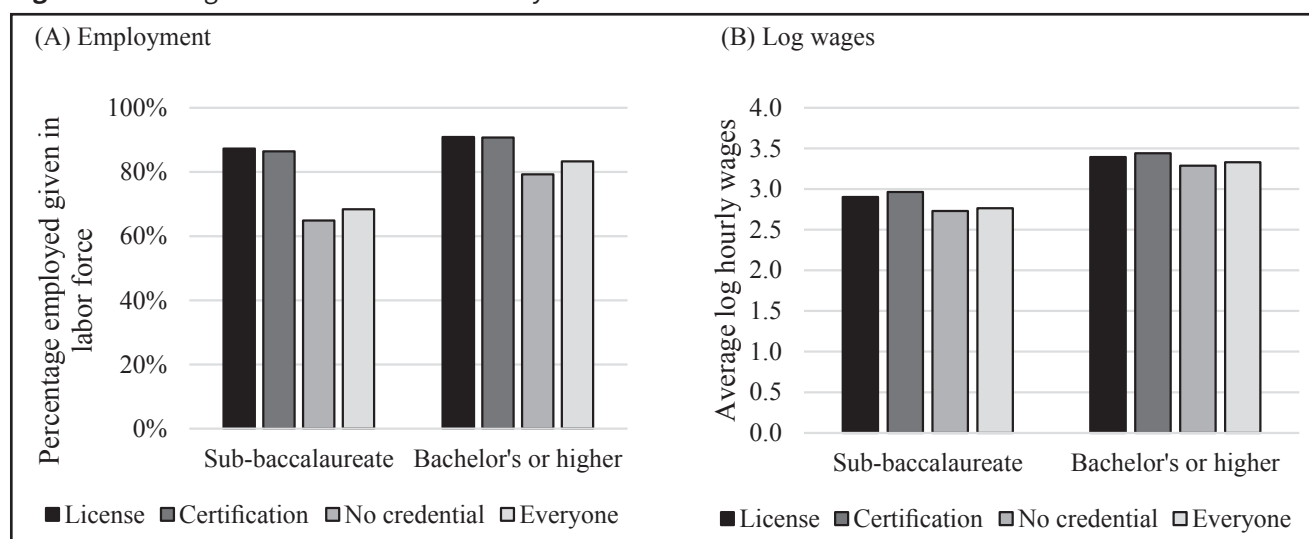 (A) Employment
Percentage employed given in
labor force
100%
80%
60%
40%
20%
0%
Sub-baccalaureate
Bachelor's or higher
License
Certification
No credential
Everyone
(B) Log wages
Average log hourly wages
4.0
3.5
3.0
2.5
2.0
1.5
1.0
0.5
0.0
Sub-baccalaureate
Bachelor's or higher
License
Certification
No credential
Everyone